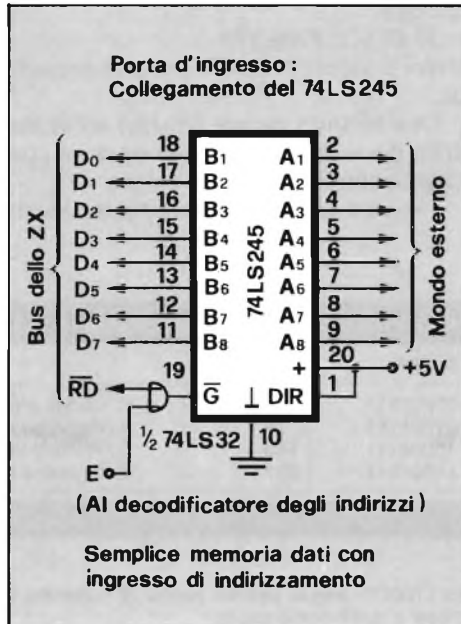 Porta d'ingresso :
Collegamento del 74LS245
Bus dello ZX
D0 18 B1 A1 2
D1 17 B2 A2 3
D2 16 B3 A3 4
D3 15 B4 A4 5
D4 14 B5 A5 6
D5 13 B6 A6 7
D6 12 B7 A7 8
D7 11 B8 A8 9
74LS245
Mondo esterno
20
19 + +5V
RD G ⊥ DIR 1
½ 74LS32 10
E
(Al decodificatore degli indirizzi)
Semplice memoria dati con
ingresso di indirizzamento